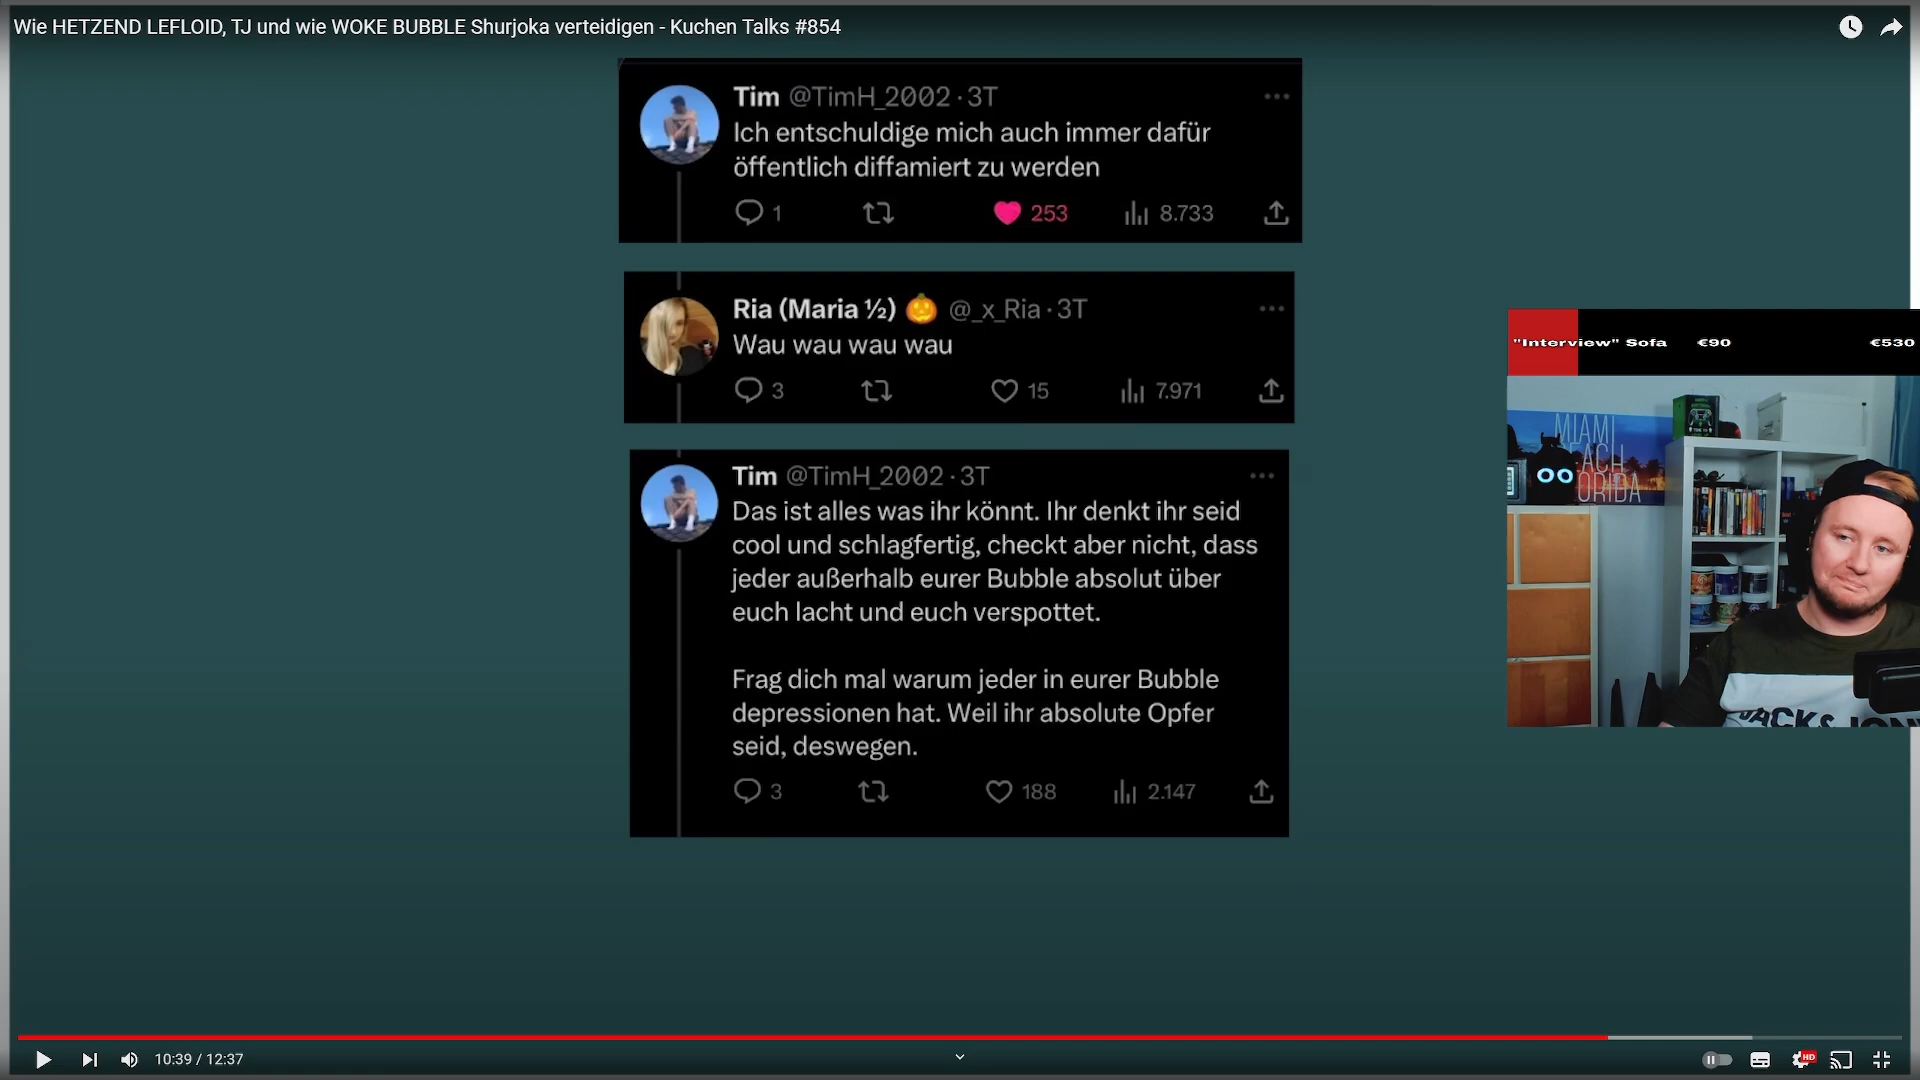 Wie HETZEND LEFLOID, TJ und wie WOKE BUBBLE Shurjoka verteidigen - Kuchen Talks #854
Tim @TimH_2002 · 3T
Ich entschuldige mich auch immer dafür
öffentlich diffamiert zu werden
1 253 8.733
Ria (Maria ½) 🎃 @_x_Ria · 3T
Wau wau wau wau
3 15 7.971
Tim @TimH_2002 · 3T
Das ist alles was ihr könnt. Ihr denkt ihr seid
cool und schlagfertig, checkt aber nicht, dass
jeder außerhalb eurer Bubble absolut über
euch lacht und euch verspottet.
Frag dich mal warum jeder in eurer Bubble
depressionen hat. Weil ihr absolute Opfer
seid, deswegen.
3 188 2.147
"Interview" Sofa €90 €530
MIAMI
JACKS
10:39 / 12:37
HD